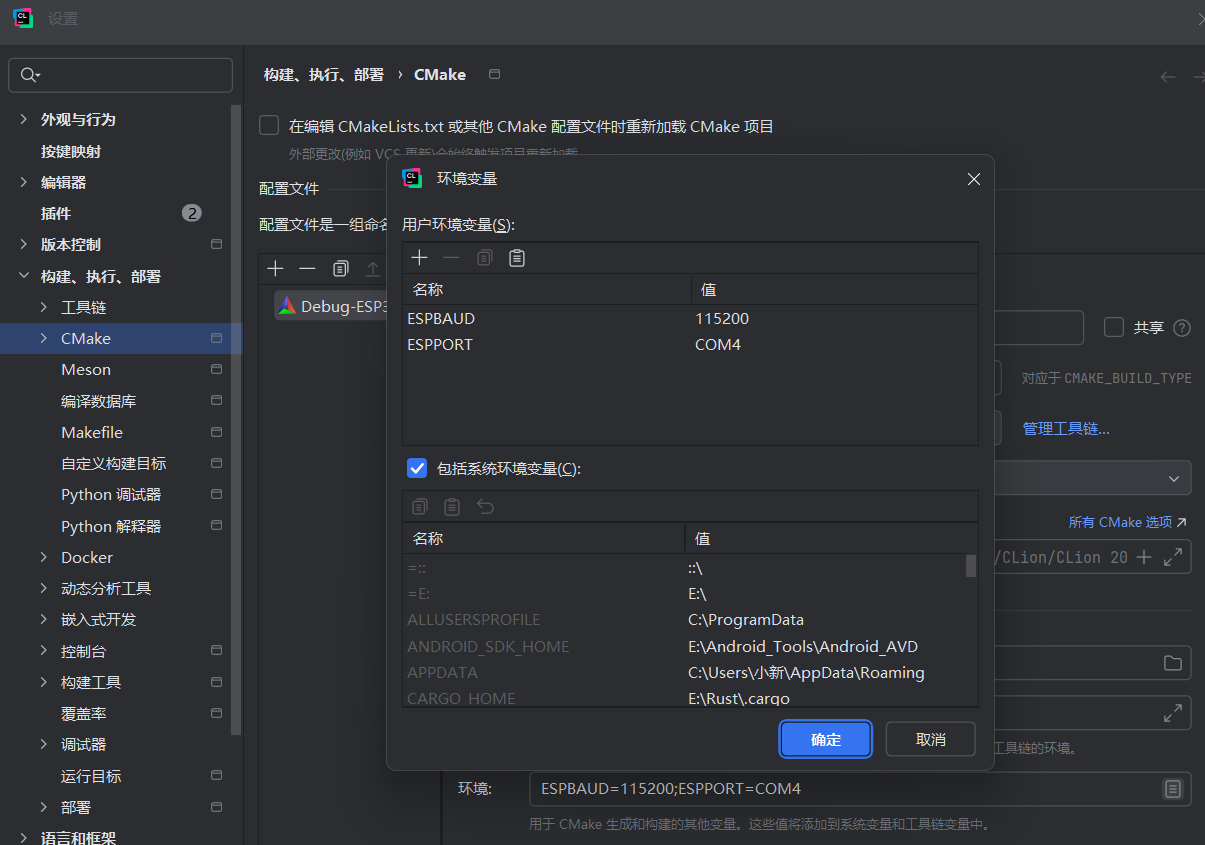 设置
外观与行为
按键映射
编辑器
插件 2
版本控制
构建、执行、部署
工具链
CMake
Meson
编译数据库
Makefile
自定义构建目标
Python 调试器
Python 解释器
Docker
动态分析工具
嵌入式开发
控制台
构建工具
覆盖率
调试器
运行目标
部署
语言和框架
构建、执行、部署 › CMake
在编辑 CMakeLists.txt 或其他 CMake 配置文件时重新加载 CMake 项目
外部更改(例如 VCS 更新)会始终触发项目重新加载
配置文件
配置文件是一组命名
Debug-ESP3
共享
对应于 CMAKE_BUILD_TYPE
管理工具链...
所有 CMake 选项
/CLion/CLion 20
工具链的环境。
环境: ESPBAUD=115200;ESPPORT=COM4
用于 CMake 生成和构建的其他变量。这些值将添加到系统变量和工具链变量中。
环境变量
用户环境变量(S):
名称 值
ESPBAUD 115200
ESPPORT COM4
包括系统环境变量(C):
名称 值
=:: ::\
=E: E:\
ALLUSERSPROFILE C:\ProgramData
ANDROID_SDK_HOME E:\Android_Tools\Android_AVD
APPDATA C:\Users\小新\AppData\Roaming
CARGO_HOME E:\Rust\.cargo
确定 取消